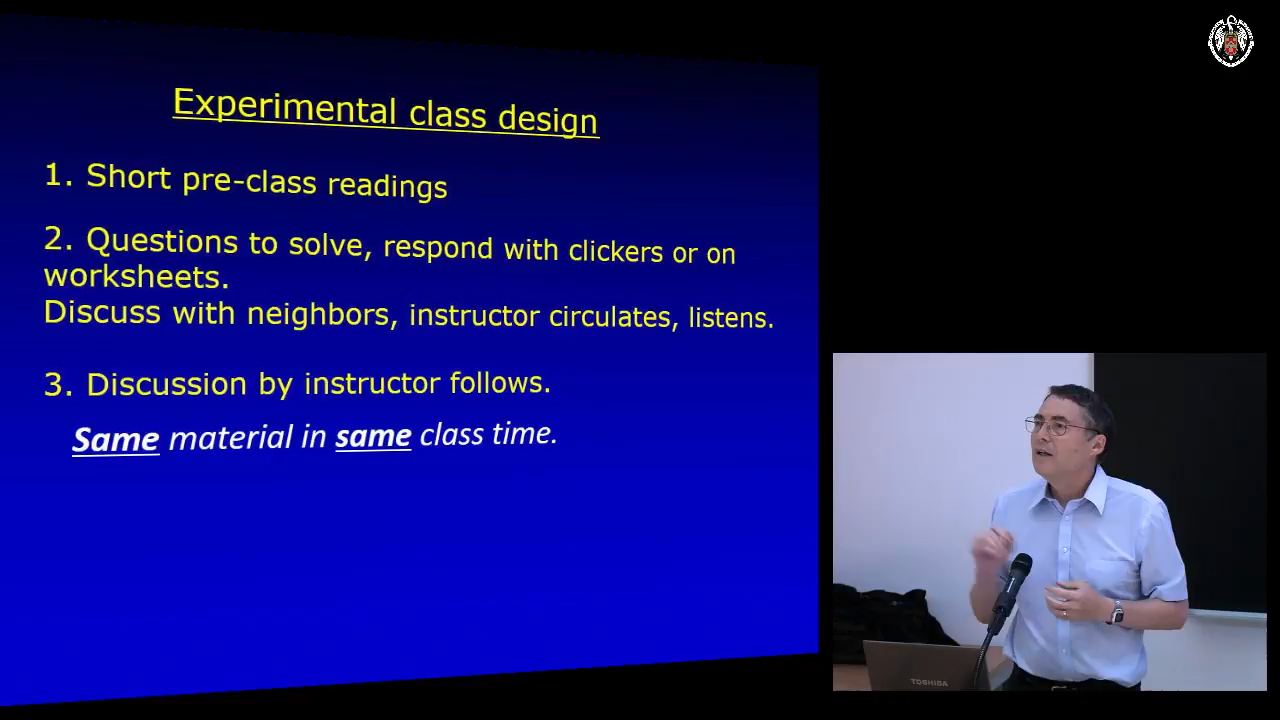 Experimental class design
1. Short pre-class readings
2. Questions to solve, respond with clickers or on
worksheets.
Discuss with neighbors, instructor circulates, listens.
3. Discussion by instructor follows.
Same material in same class time.
TOSHIBA